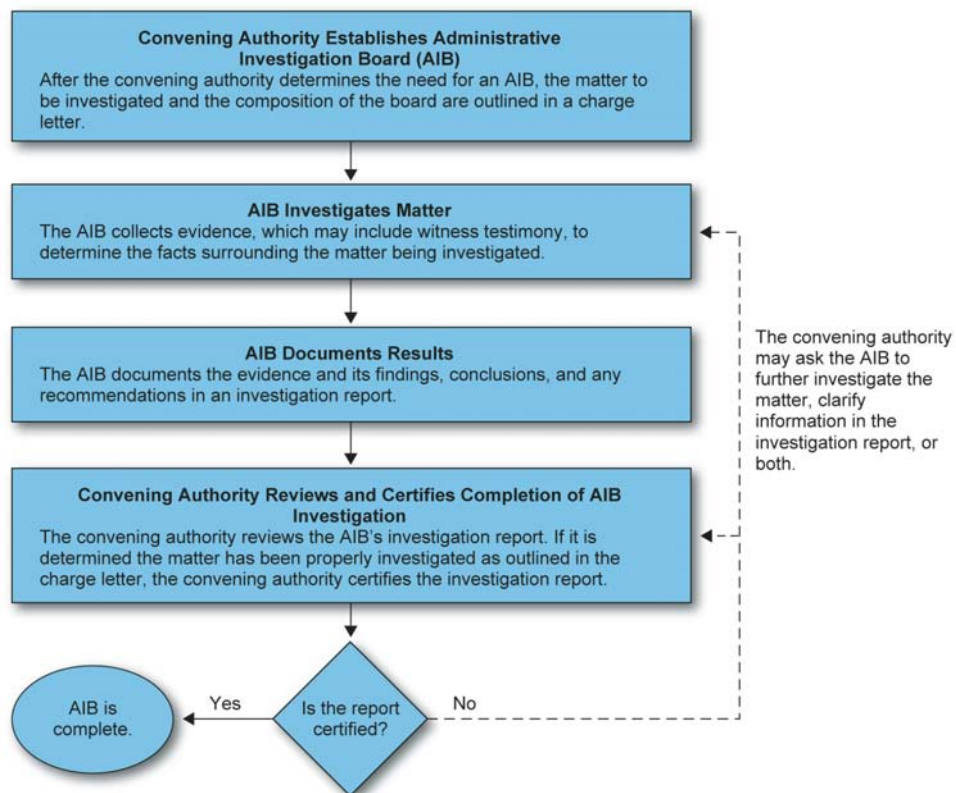 Convening Authority Establishes Administrative
Investigation Board (AIB)
After the convening authority determines the need for an AIB, the matter to
be investigated and the composition of the board are outlined in a charge
letter.
AIB Investigates Matter
The AIB collects evidence, which may include witness testimony, to
determine the facts surrounding the matter being investigated.
AIB Documents Results
The AIB documents the evidence and its findings, conclusions, and any
recommendations in an investigation report.
The convening authority
may ask the AIB to
further investigate the
matter, clarify
information in the
investigation report, or
both.
Convening Authority Reviews and Certifies Completion of AIB
Investigation
The convening authority reviews the AIB's investigation report. If it is
determined the matter has been properly investigated as outlined in the
charge letter, the convening authority certifies the investigation report.
Is the report
certified?
Yes
No
AIB is
complete.